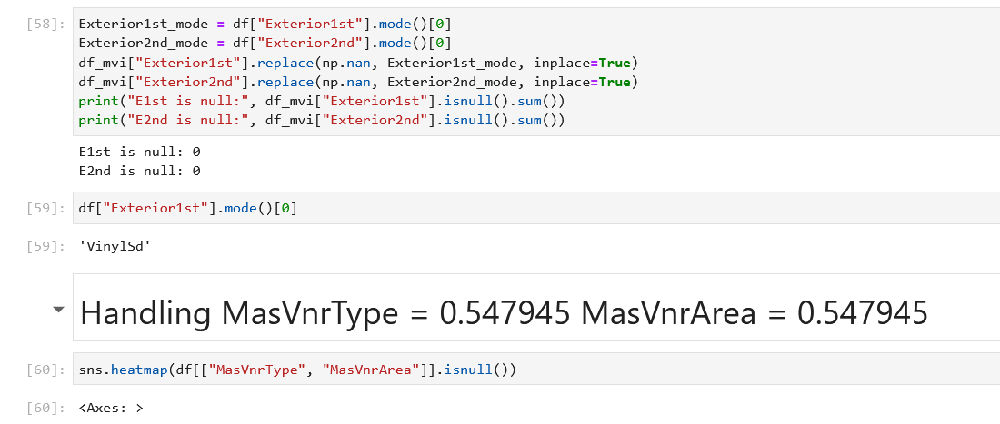 [58]: Exterior1st_mode = df["Exterior1st"].mode()[0]
Exterior2nd_mode = df["Exterior2nd"].mode()[0]
df_mvi["Exterior1st"].replace(np.nan, Exterior1st_mode, inplace=True)
df_mvi["Exterior2nd"].replace(np.nan, Exterior2nd_mode, inplace=True)
print("E1st is null:", df_mvi["Exterior1st"].isnull().sum())
print("E2nd is null:", df_mvi["Exterior2nd"].isnull().sum())
E1st is null: 0
E2nd is null: 0
[59]: df["Exterior1st"].mode()[0]
[59]: 'VinylSd'
Handling MasVnrType = 0.547945 MasVnrArea = 0.547945
[60]: sns.heatmap(df[["MasVnrType", "MasVnrArea"]].isnull())
[60]: <Axes: >